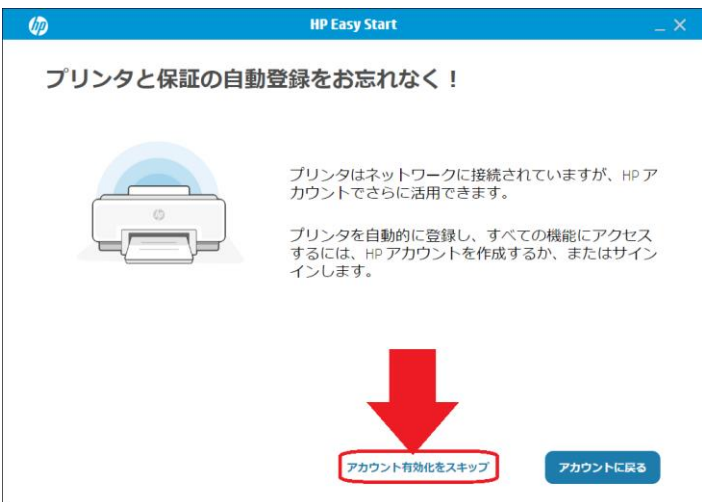 hp
HP Easy Start
プリンタと保証の自動登録をお忘れなく！
プリンタはネットワークに接続されていますが、HP ア
カウントでさらに活用できます。
プリンタを自動的に登録し、すべての機能にアクセス
するには、HP アカウントを作成するか、またはサイン
インします。
アカウント有効化をスキップ
アカウントに戻る